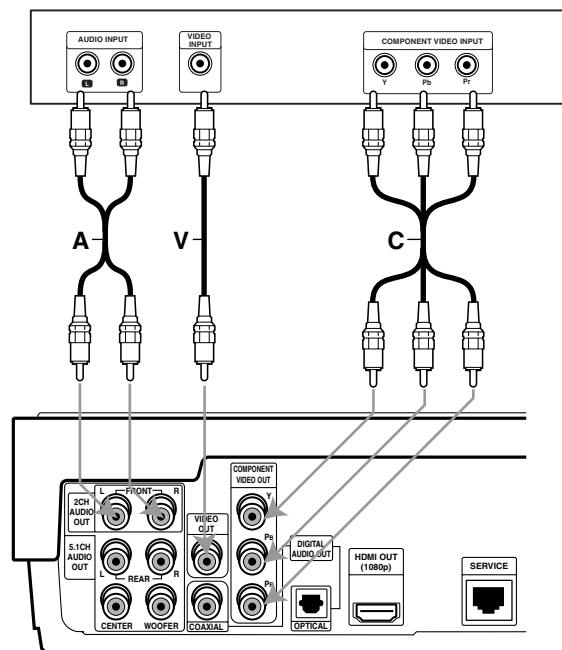 AUDIO INPUT
L
R
VIDEO
INPUT
COMPONENT VIDEO INPUT
Y
Pb
Pr
A
V
C
L
FRONT
R
2CH
AUDIO
OUT
5.1CH
AUDIO
OUT
L
REAR
R
CENTER
WOOFER
VIDEO
OUT
COAXIAL
COMPONENT
VIDEO OUT
Y
PB
PR
DIGITAL
AUDIO OUT
OPTICAL
HDMI OUT
(1080p)
SERVICE